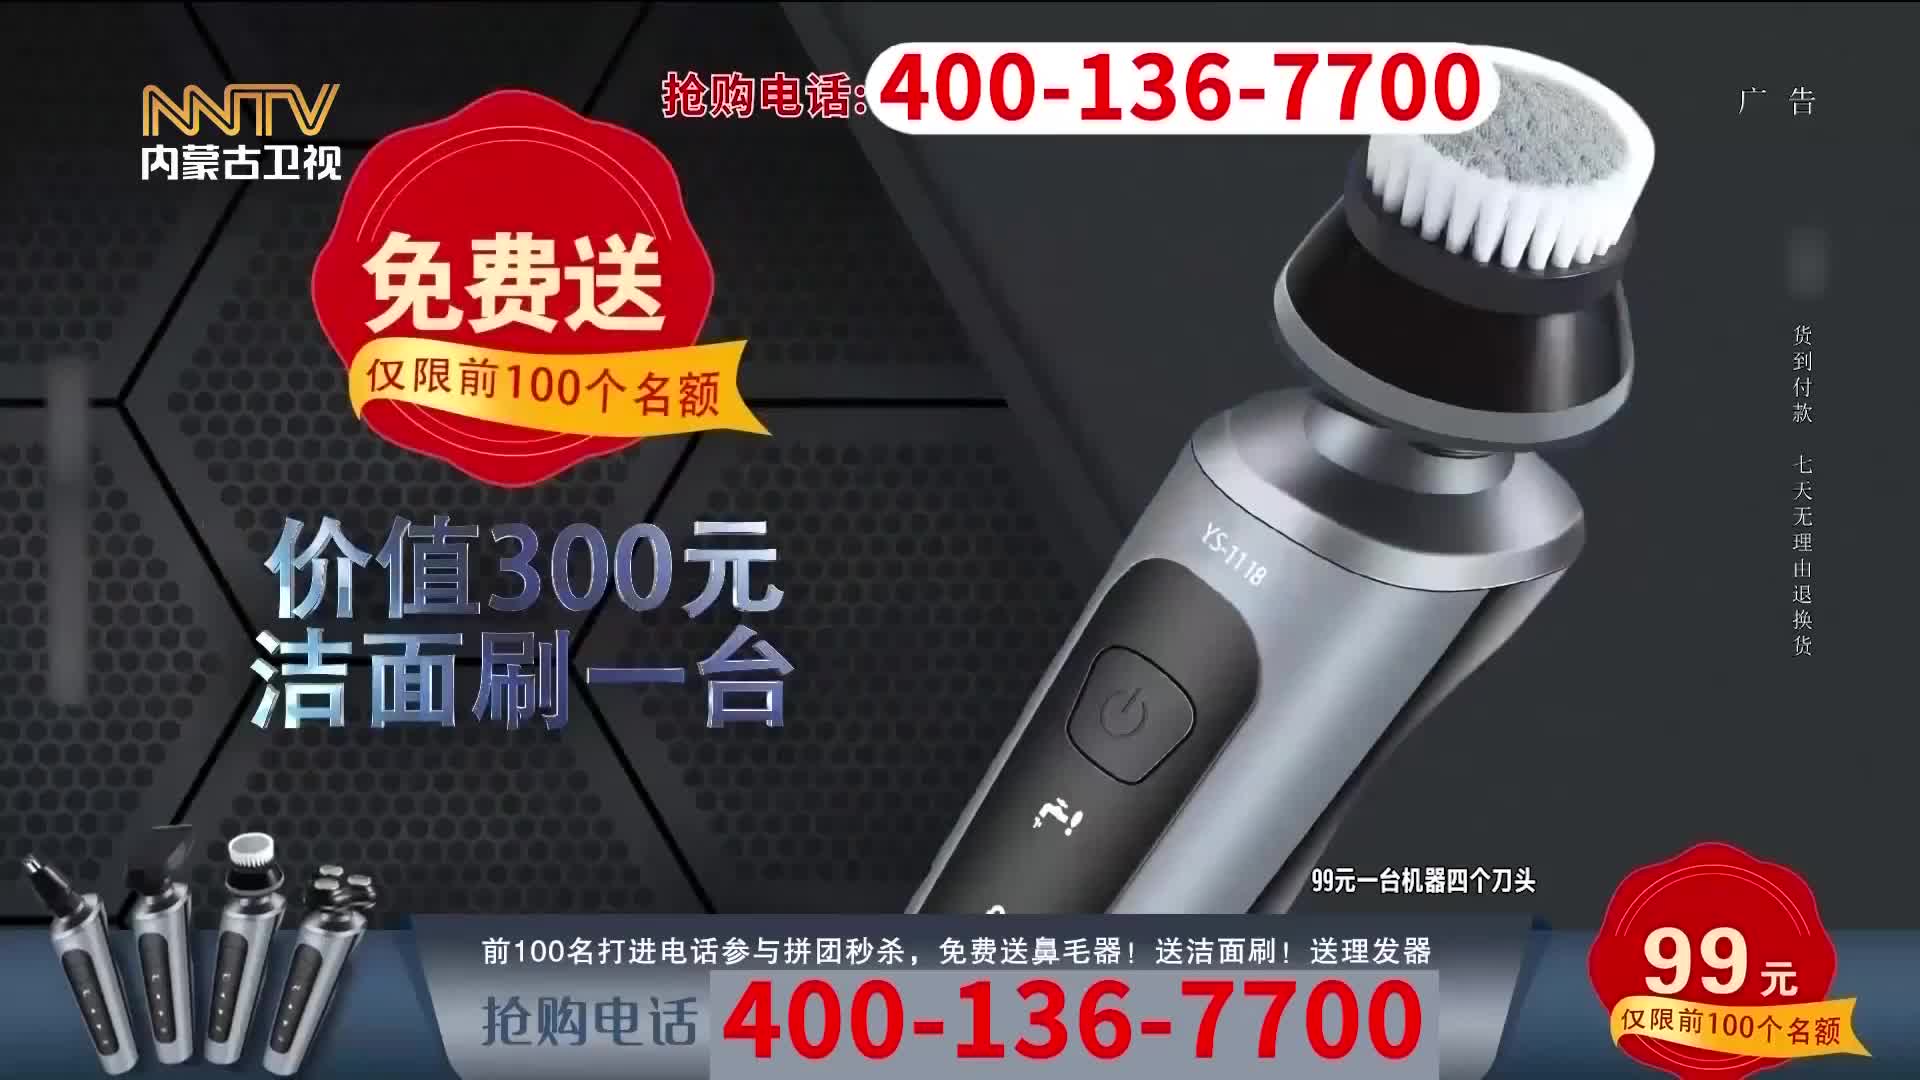 抢购电话:400-136-7700
NNTV
内蒙古卫视
广告
免费送
仅限前100个名额
价值300元
洁面刷一台
YS-1118
货到付款 七天无理由退换货
99元一台机器四个刀头
前100名打进电话参与拼团秒杀，免费送鼻毛器！送洁面刷！送理发器
抢购电话 400-136-7700
99元
仅限前100个名额